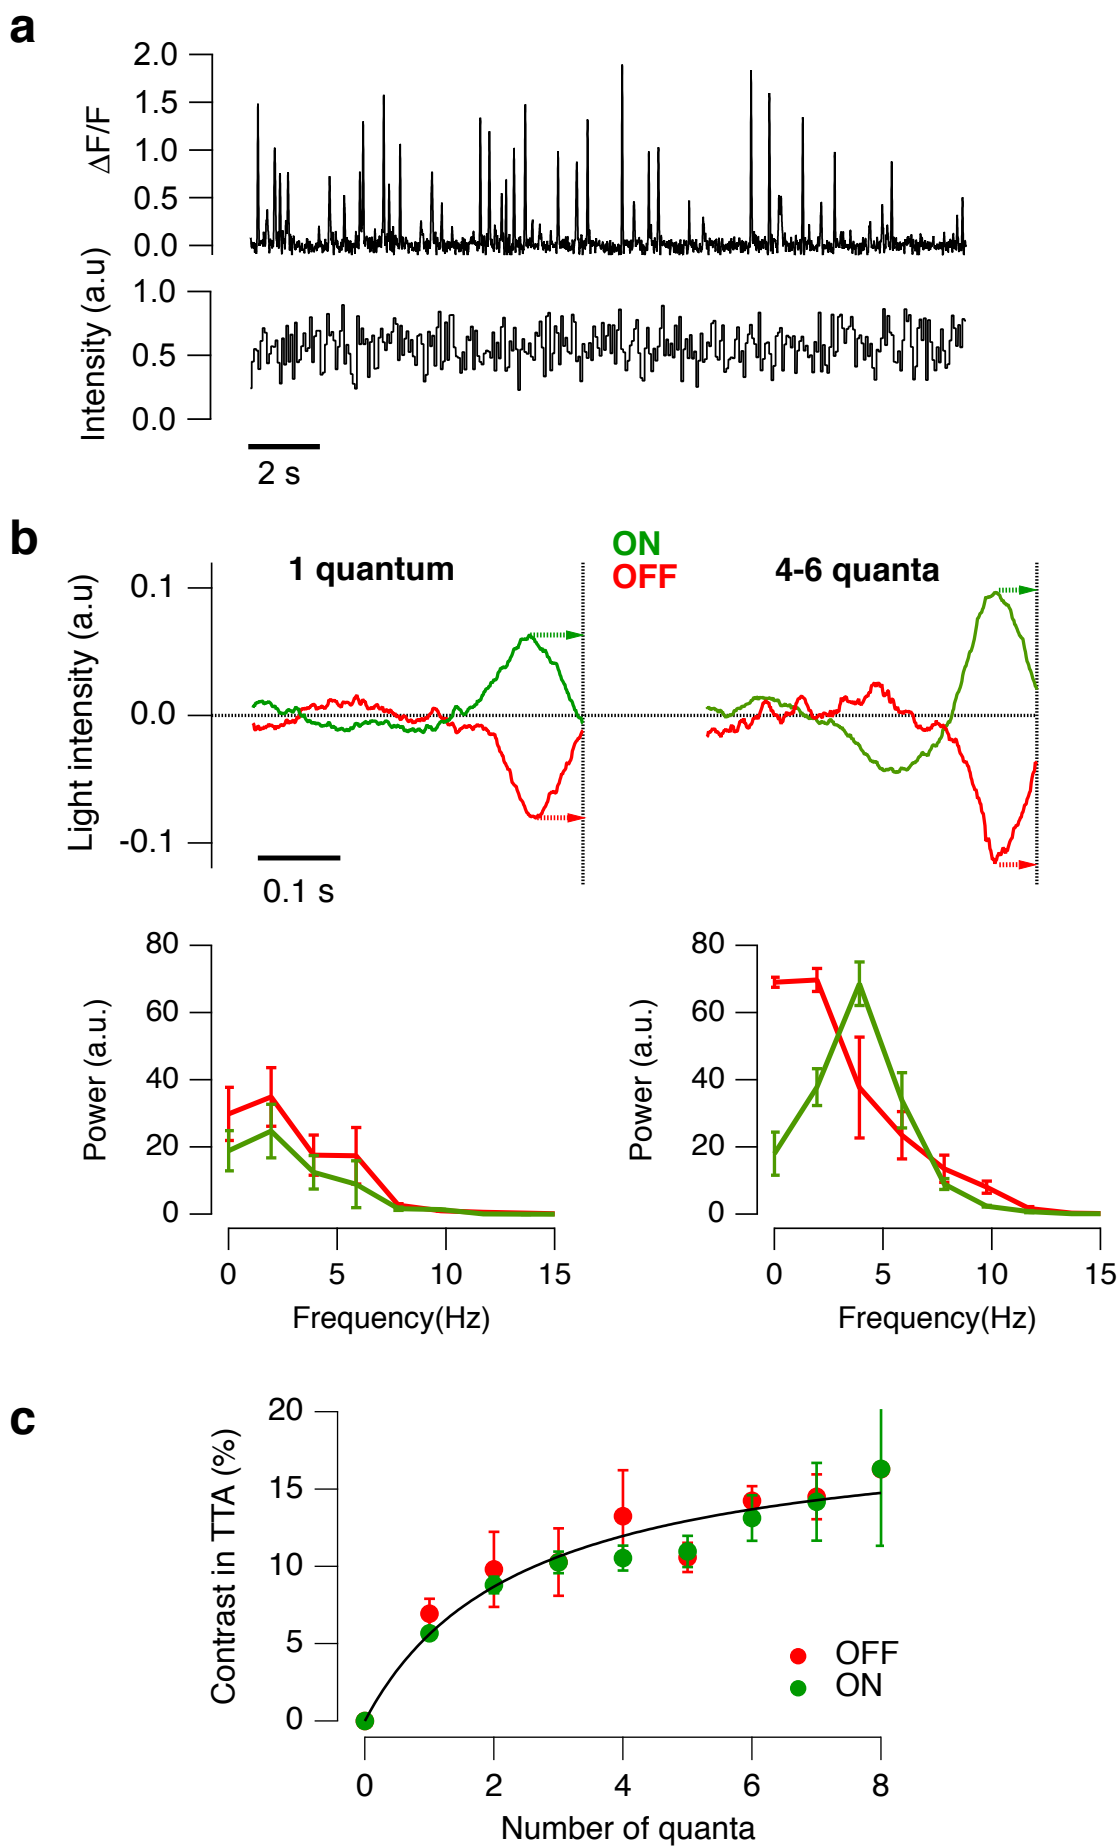 a
2.0
1.5
1.0
0.5
0.0
ΔF/F
1.0
0.5
0.0
Intensity (a.u)
2 s
b
1 quantum
ON
OFF
4-6 quanta
0.1
0.0
-0.1
Light intensity (a.u)
0.1 s
80
60
40
20
0
Power (a.u.)
0 5 10 15
Frequency(Hz)
80
60
40
20
0
Power (a.u.)
0 5 10 15
Frequency(Hz)
c
20
15
10
5
0
Contrast in TTA (%)
OFF
ON
0 2 4 6 8
Number of quanta